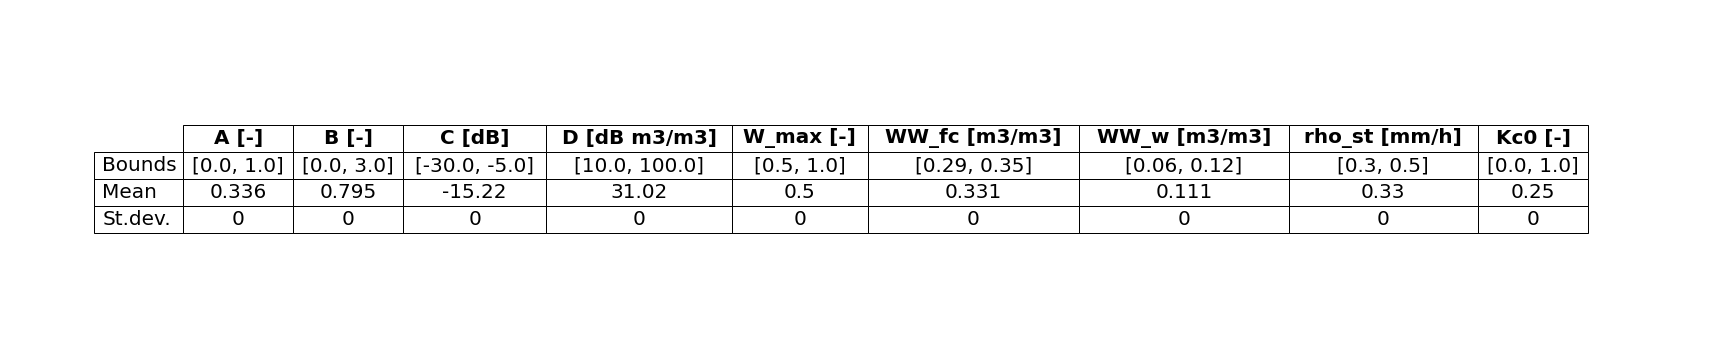 A [-] B [-] C [dB] D [dB m3/m3] W_max [-] WW_fc [m3/m3] WW_w [m3/m3] rho_st [mm/h] Kc0 [-]
Bounds [0.0, 1.0] [0.0, 3.0] [-30.0, -5.0] [10.0, 100.0] [0.5, 1.0] [0.29, 0.35] [0.06, 0.12] [0.3, 0.5] [0.0, 1.0]
Mean 0.336 0.795 -15.22 31.02 0.5 0.331 0.111 0.33 0.25
St.dev. 0 0 0 0 0 0 0 0 0